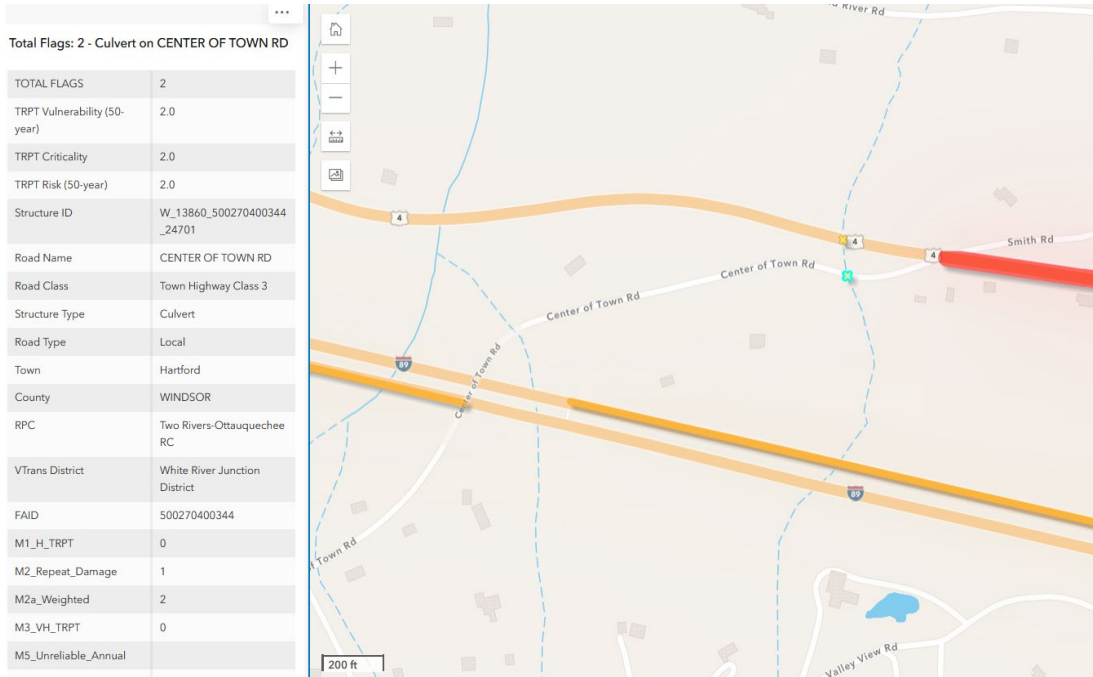 Total Flags: 2 - Culvert on CENTER OF TOWN RD
TOTAL FLAGS 2
TRPT Vulnerability (50-
year) 2.0
TRPT Criticality 2.0
TRPT Risk (50-year) 2.0
Structure ID W_13860_500270400344
_24701
Road Name CENTER OF TOWN RD
Road Class Town Highway Class 3
Structure Type Culvert
Road Type Local
Town Hartford
County WINDSOR
RPC Two Rivers-Ottauquechee
RC
VTrans District White River Junction
District
FAID 500270400344
M1_H_TRPT 0
M2_Repeat_Damage 1
M2a_Weighted 2
M3_VH_TRPT 0
M5_Unreliable_Annual
River Rd
4
4
4
Smith Rd
Center of Town Rd
Center of Town Rd
Center of Town Rd
89
89
Town Rd
Valley View Rd
200 ft